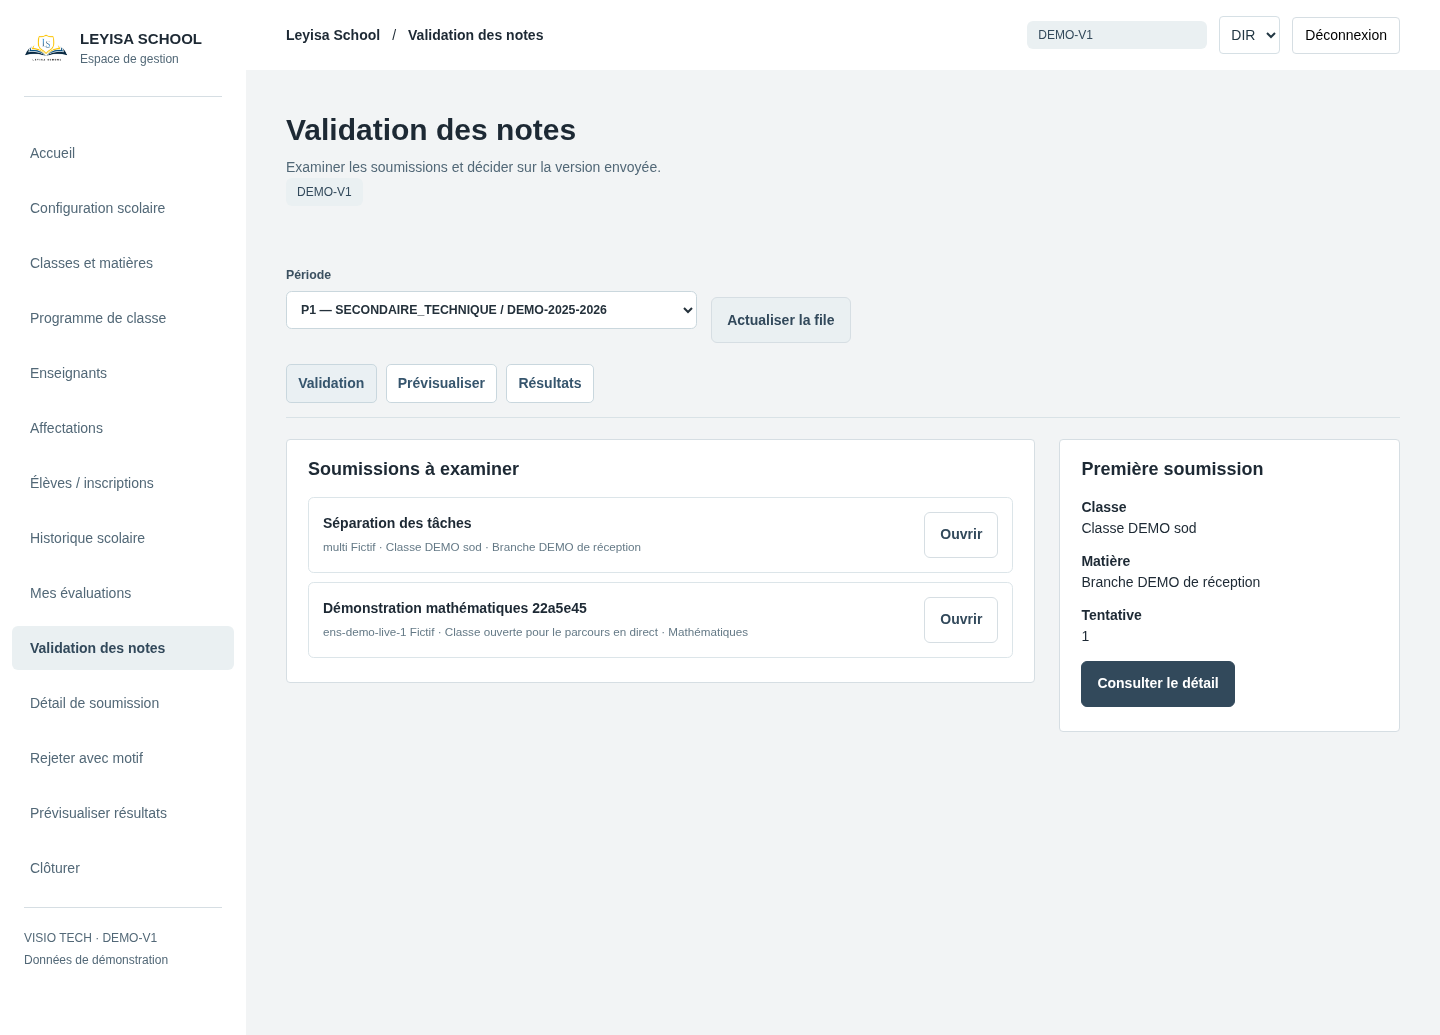 LEYISA SCHOOL
Espace de gestion
Accueil
Configuration scolaire
Classes et matières
Programme de classe
Enseignants
Affectations
Élèves / inscriptions
Historique scolaire
Mes évaluations
Validation des notes
Détail de soumission
Rejeter avec motif
Prévisualiser résultats
Clôturer
VISIO TECH · DEMO-V1
Données de démonstration
Leyisa School / Validation des notes
DEMO-V1
DIR
Déconnexion
Validation des notes
Examiner les soumissions et décider sur la version envoyée.
DEMO-V1
Période
P1 — SECONDAIRE_TECHNIQUE / DEMO-2025-2026
Actualiser la file
Validation
Prévisualiser
Résultats
Soumissions à examiner
Séparation des tâches
multi Fictif · Classe DEMO sod · Branche DEMO de réception
Ouvrir
Démonstration mathématiques 22a5e45
ens-demo-live-1 Fictif · Classe ouverte pour le parcours en direct · Mathématiques
Ouvrir
Première soumission
Classe
Classe DEMO sod
Matière
Branche DEMO de réception
Tentative
1
Consulter le détail